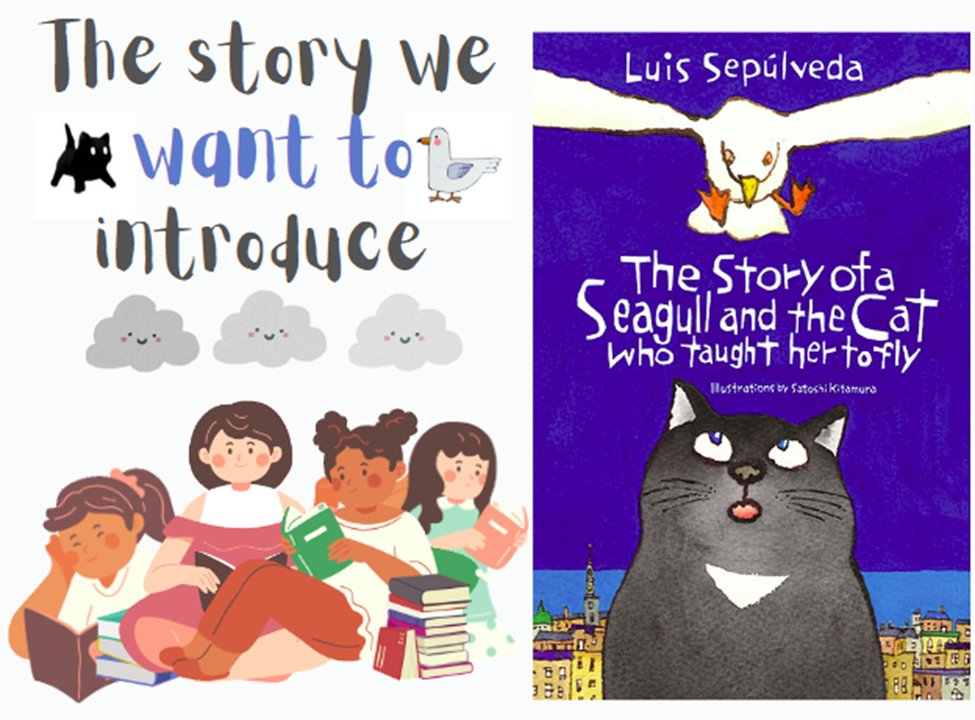 The story we
want to
introduce
Luis Sepúlveda
The Story of a
Seagull and the Cat
who taught her to fly
Illustrations by Satoshi Kitamura